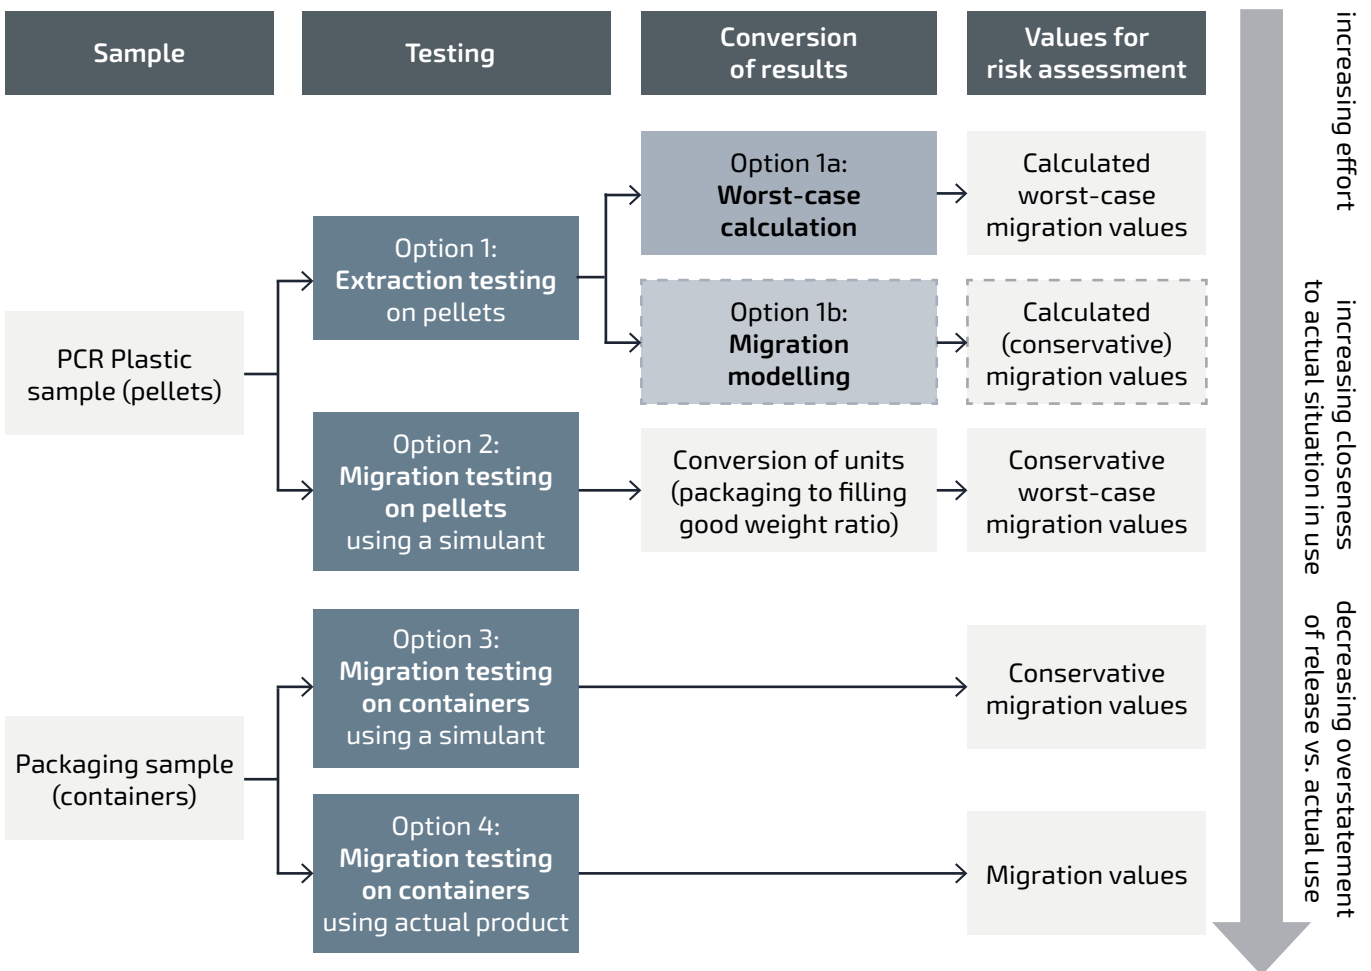 Sample
Testing
Conversion
of results
Values for
risk assessment
PCR Plastic
sample (pellets)
Option 1:
Extraction testing
on pellets
Option 1a:
Worst-case
calculation
Calculated
worst-case
migration values
Option 1b:
Migration
modelling
Calculated
(conservative)
migration values
Option 2:
Migration testing
on pellets
using a simulant
Conversion of units
(packaging to filling
good weight ratio)
Conservative
worst-case
migration values
Packaging sample
(containers)
Option 3:
Migration testing
on containers
using a simulant
Conservative
migration values
Option 4:
Migration testing
on containers
using actual product
Migration values
increasing effort
increasing closeness
to actual situation in use
decreasing overstatement
of release vs. actual use